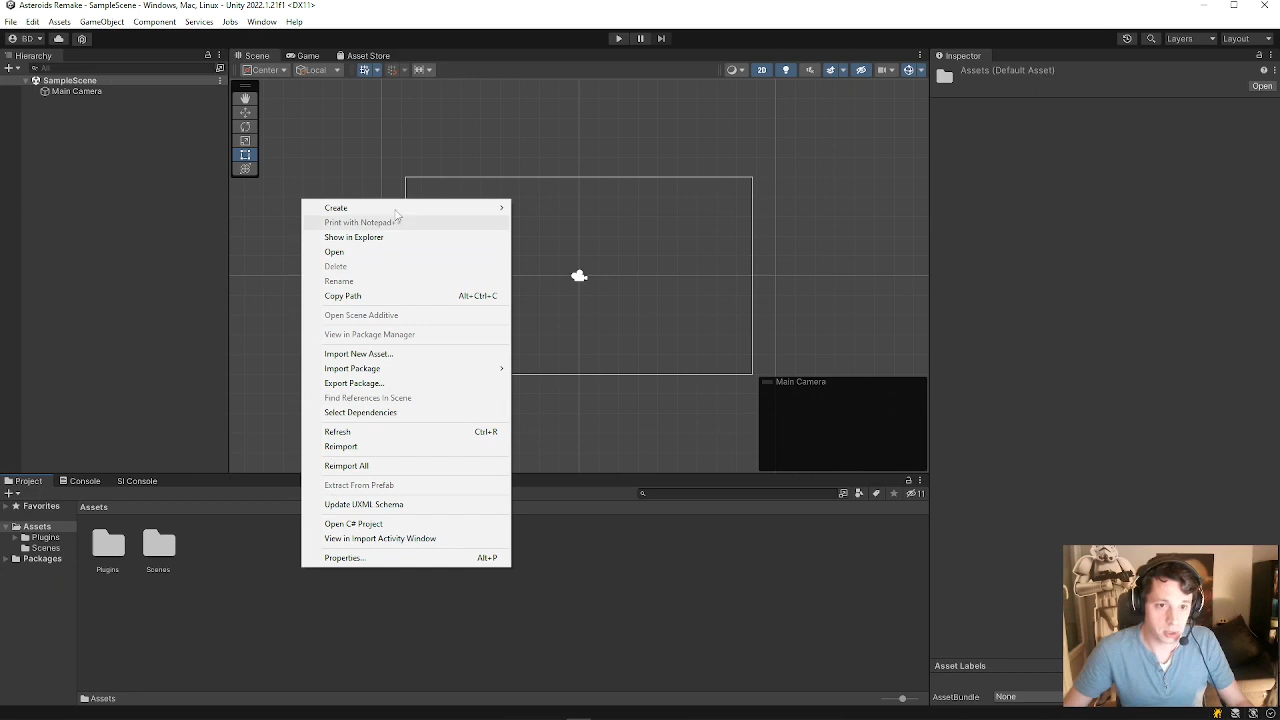 Asteroids Remake - SampleScene - Windows, Mac, Linux - Unity 2022.1.21f1 <DX11>
File Edit Assets GameObject Component Services Jobs Window Help
BD Layers Layout
Hierarchy Scene Game Asset Store Inspector
All Center Local 2D Assets (Default Asset)
SampleScene Open
Main Camera
Create
Print with Notepad++
Show in Explorer
Open
Delete
Rename
Copy Path Alt+Ctrl+C
Open Scene Additive
View in Package Manager
Import New Asset...
Import Package
Export Package...
Find References In Scene
Select Dependencies
Refresh Ctrl+R
Reimport
Reimport All
Extract From Prefab
Update UXML Schema
Open C# Project
View in Import Activity Window
Properties... Alt+P
Main Camera
Project Console SI Console
11
Favorites Assets
Assets
Plugins
Scenes
Packages
Plugins Scenes
Asset Labels
Assets AssetBundle None